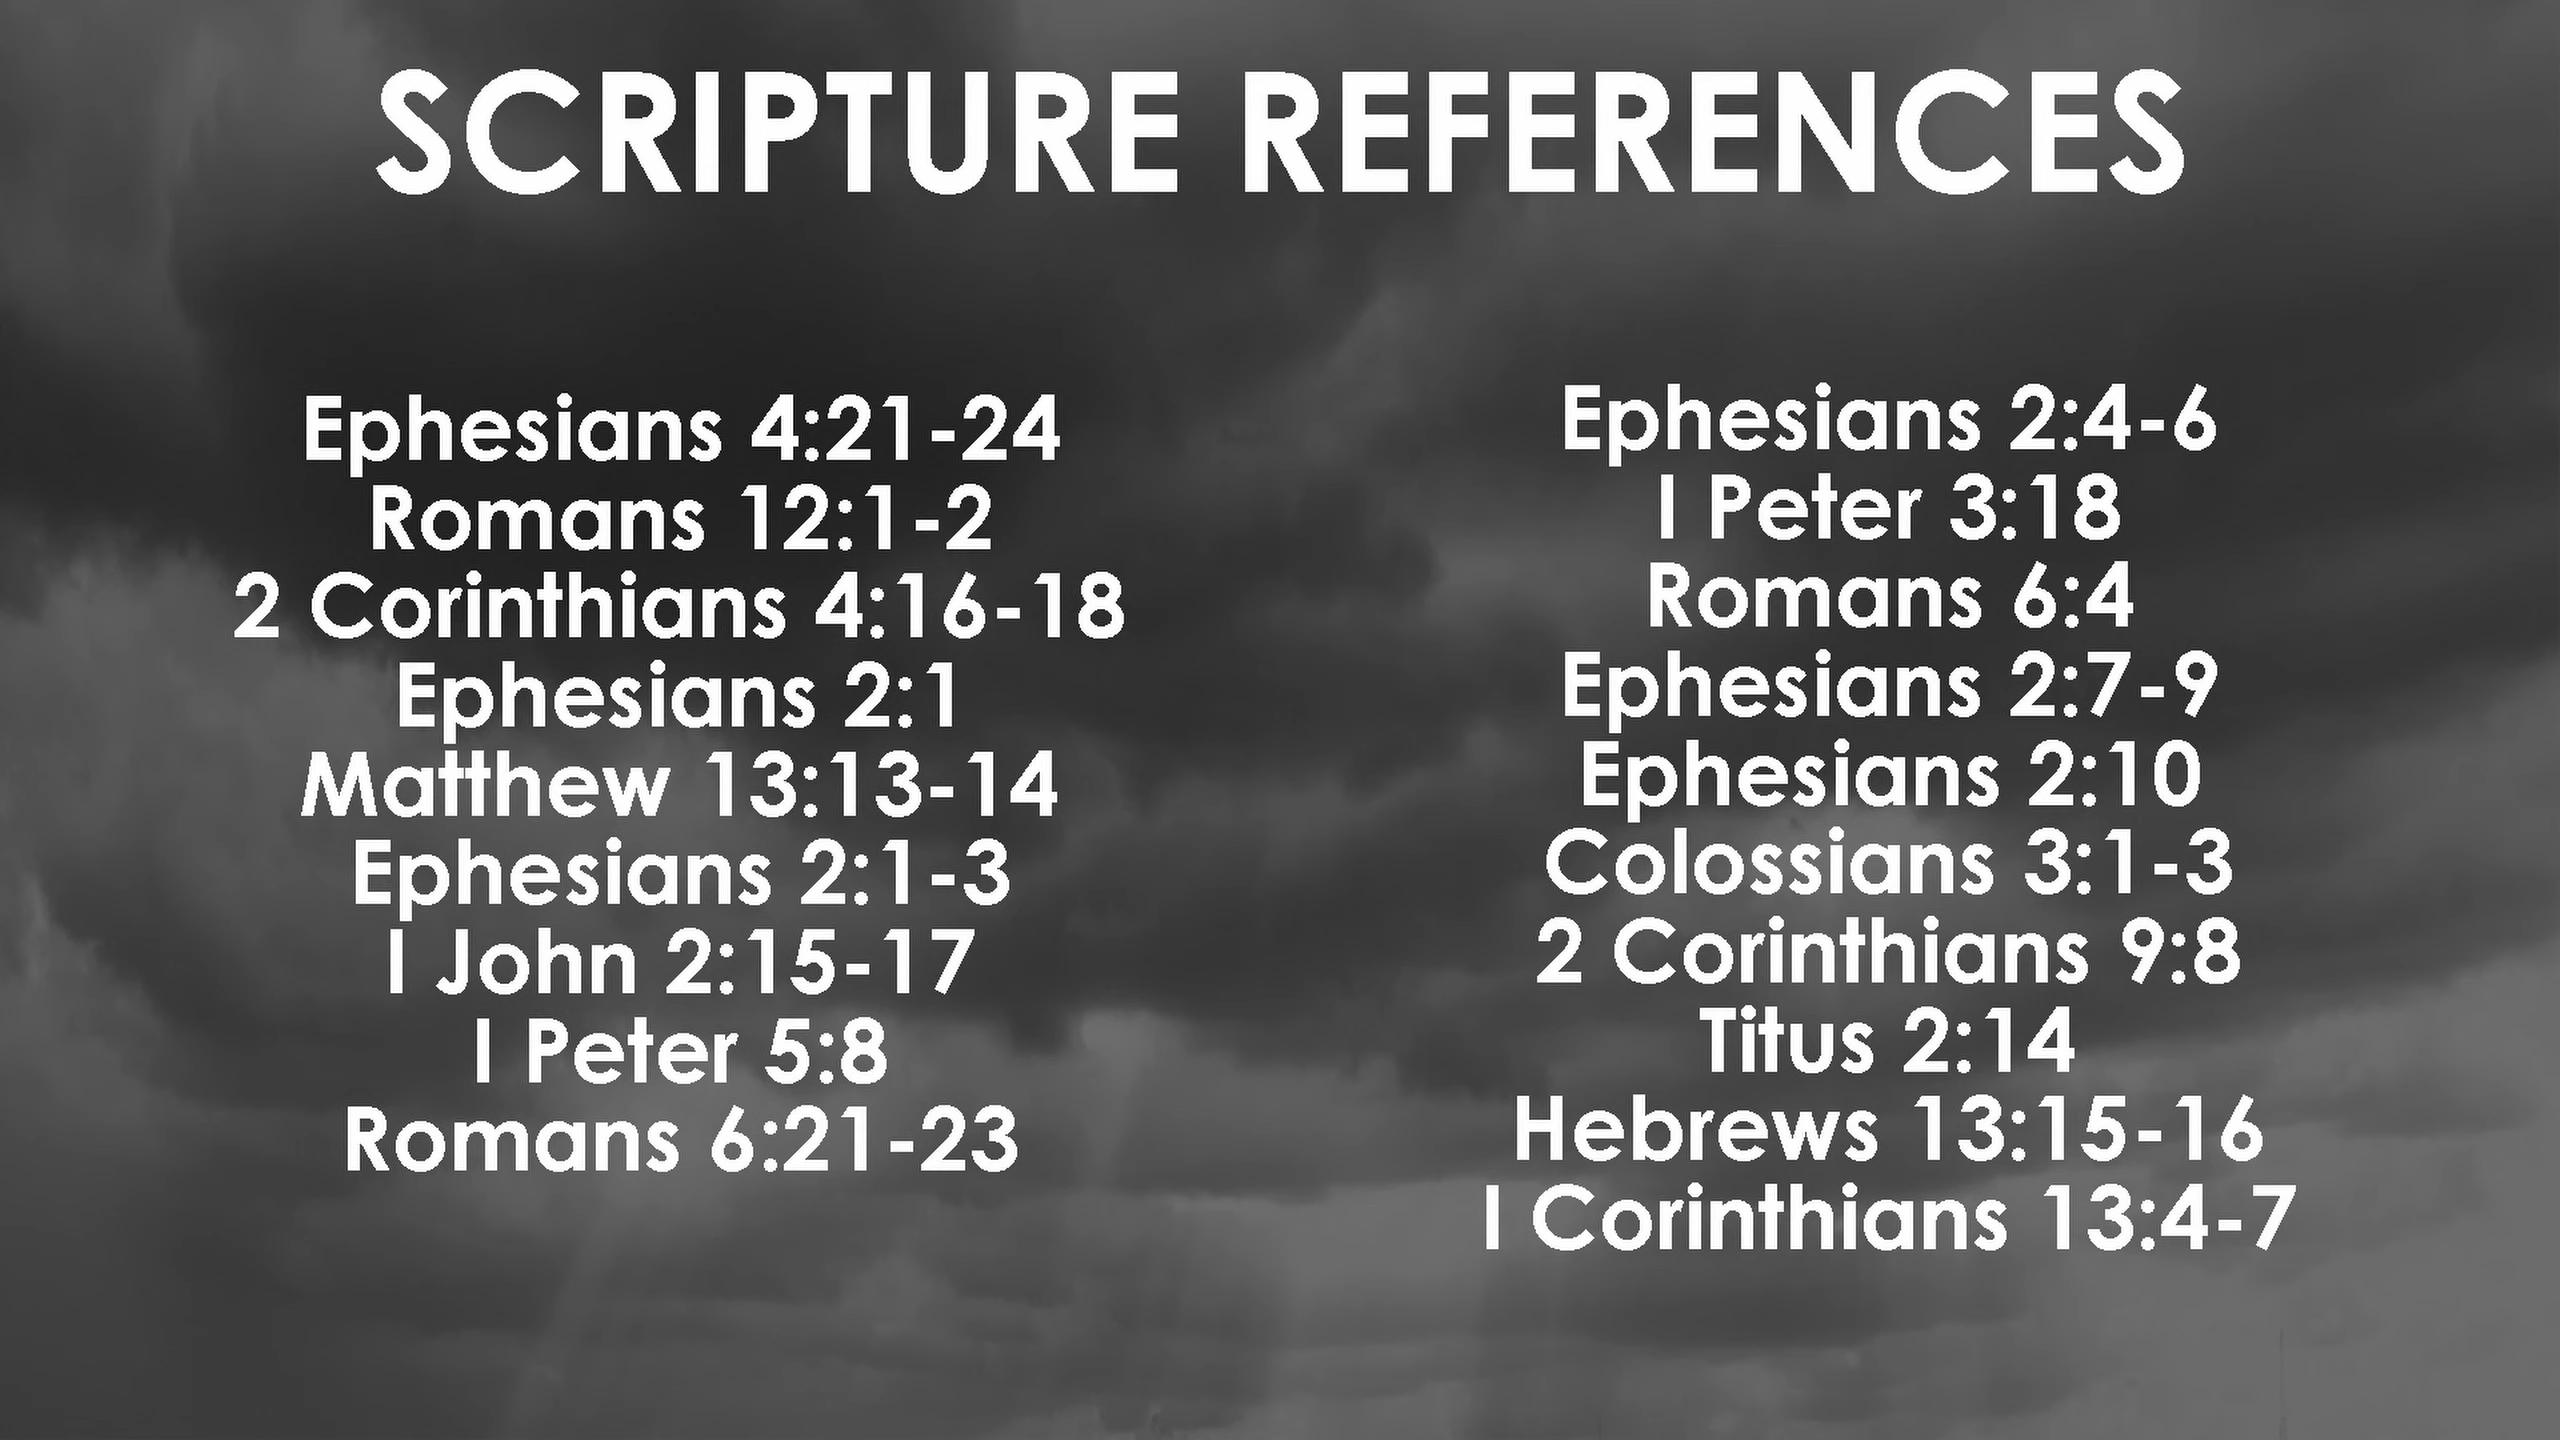 SCRIPTURE REFERENCES
Ephesians 4:21-24
Romans 12:1-2
2 Corinthians 4:16-18
Ephesians 2:1
Matthew 13:13-14
Ephesians 2:1-3
I John 2:15-17
I Peter 5:8
Romans 6:21-23
Ephesians 2:4-6
I Peter 3:18
Romans 6:4
Ephesians 2:7-9
Ephesians 2:10
Colossians 3:1-3
2 Corinthians 9:8
Titus 2:14
Hebrews 13:15-16
I Corinthians 13:4-7